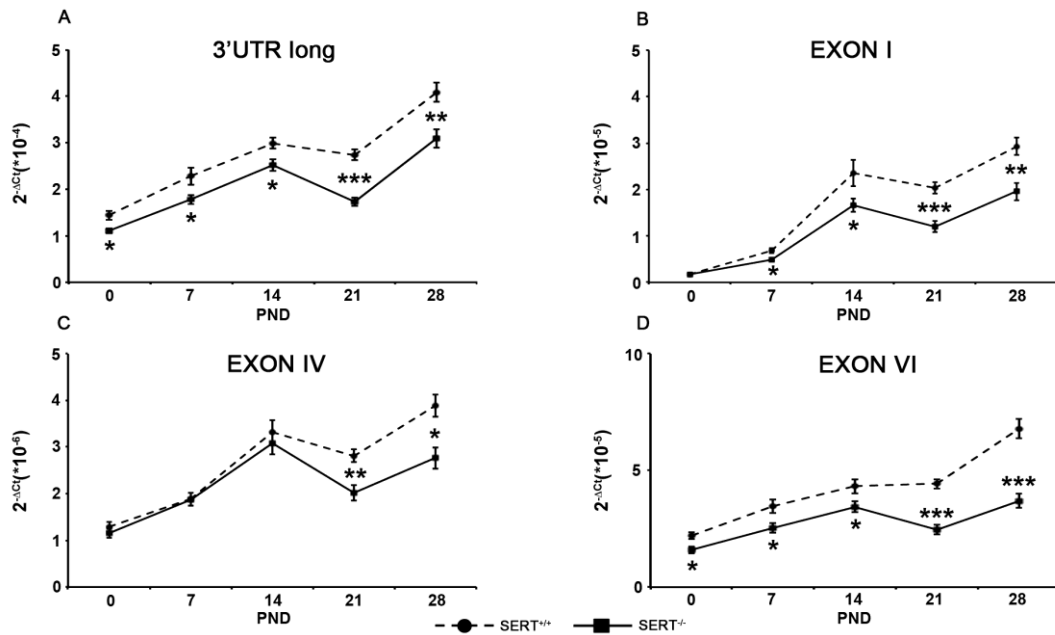 A
3'UTR long
5
4
3
2
1
0
2-ΔCt(*10-4)
*
*
*
***
**
0 7 14 21 28
PND
B
EXON I
5
4
3
2
1
0
2-ΔCt(*10-5)
*
*
***
**
0 7 14 21 28
PND
C
EXON IV
5
4
3
2
1
0
2-ΔCt(*10-6)
**
*
0 7 14 21 28
PND
D
EXON VI
10
5
0
2-ΔCt(*10-5)
*
*
*
***
***
0 7 14 21 28
PND
SERT+/+ SERT-/-